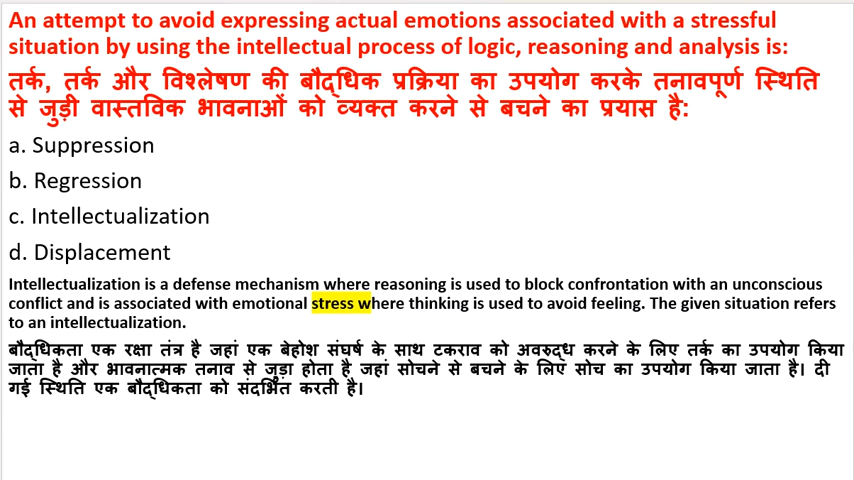 An attempt to avoid expressing actual emotions associated with a stressful
situation by using the intellectual process of logic, reasoning and analysis is:
तर्क, तर्क और विश्लेषण की बौद्धिक प्रक्रिया का उपयोग करके तनावपूर्ण स्थिति
से जुड़ी वास्तविक भावनाओं को व्यक्त करने से बचने का प्रयास है:
a. Suppression
b. Regression
c. Intellectualization
d. Displacement
Intellectualization is a defense mechanism where reasoning is used to block confrontation with an unconscious
conflict and is associated with emotional stress where thinking is used to avoid feeling. The given situation refers
to an intellectualization.
बौद्धिकता एक रक्षा तंत्र है जहां एक बेहोश संघर्ष के साथ टकराव को अवरुद्ध करने के लिए तर्क का उपयोग किया
जाता है और भावनात्मक तनाव से जुड़ा होता है जहां सोचने से बचने के लिए सोच का उपयोग किया जाता है। दी
गई स्थिति एक बौद्धिकता को संदर्भित करती है।